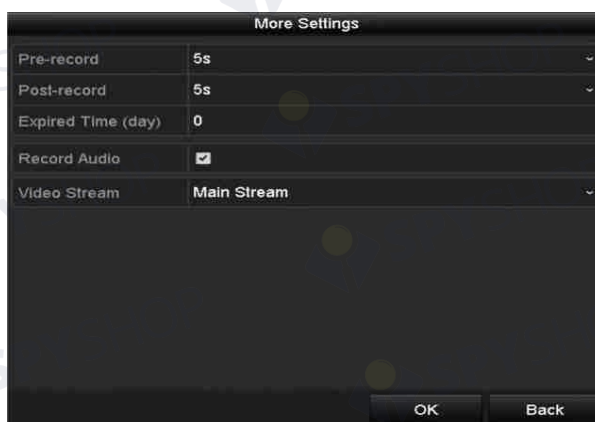 More Settings
Pre-record 5s
Post-record 5s
Expired Time (day) 0
Record Audio
Video Stream Main Stream
OK Back